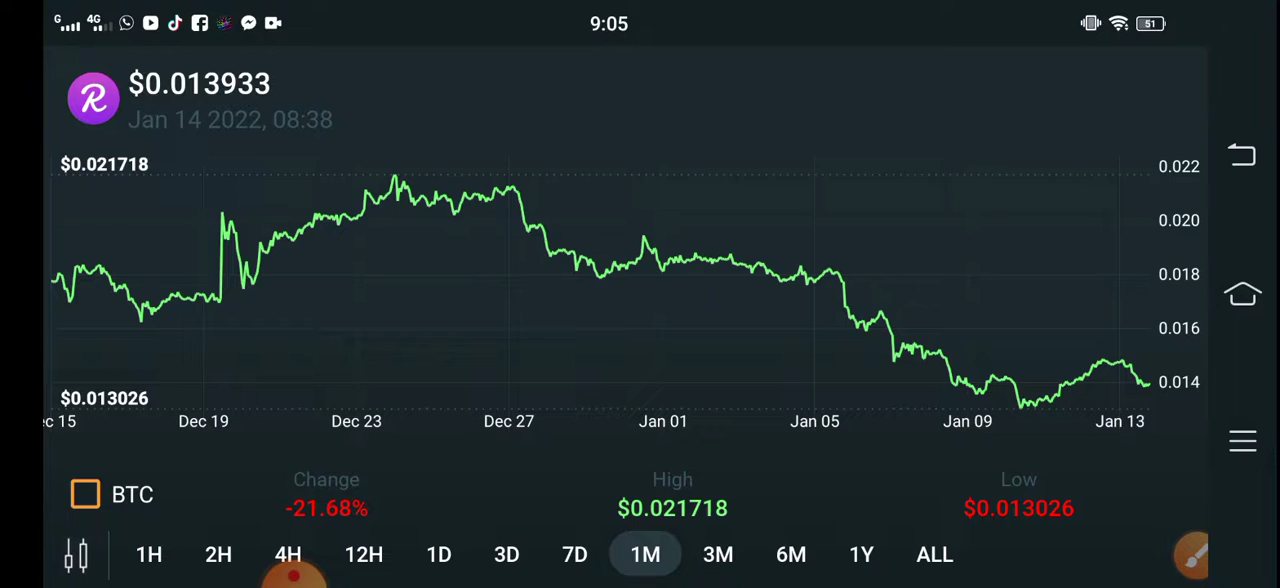 G 4G 9:05 51
R $0.013933
Jan 14 2022, 08:38
$0.021718
0.022
0.020
0.018
0.016
0.014
$0.013026
c 15 Dec 19 Dec 23 Dec 27 Jan 01 Jan 05 Jan 09 Jan 13
BTC
Change High Low
-21.68% $0.021718 $0.013026
1H 2H 4H 12H 1D 3D 7D 1M 3M 6M 1Y ALL